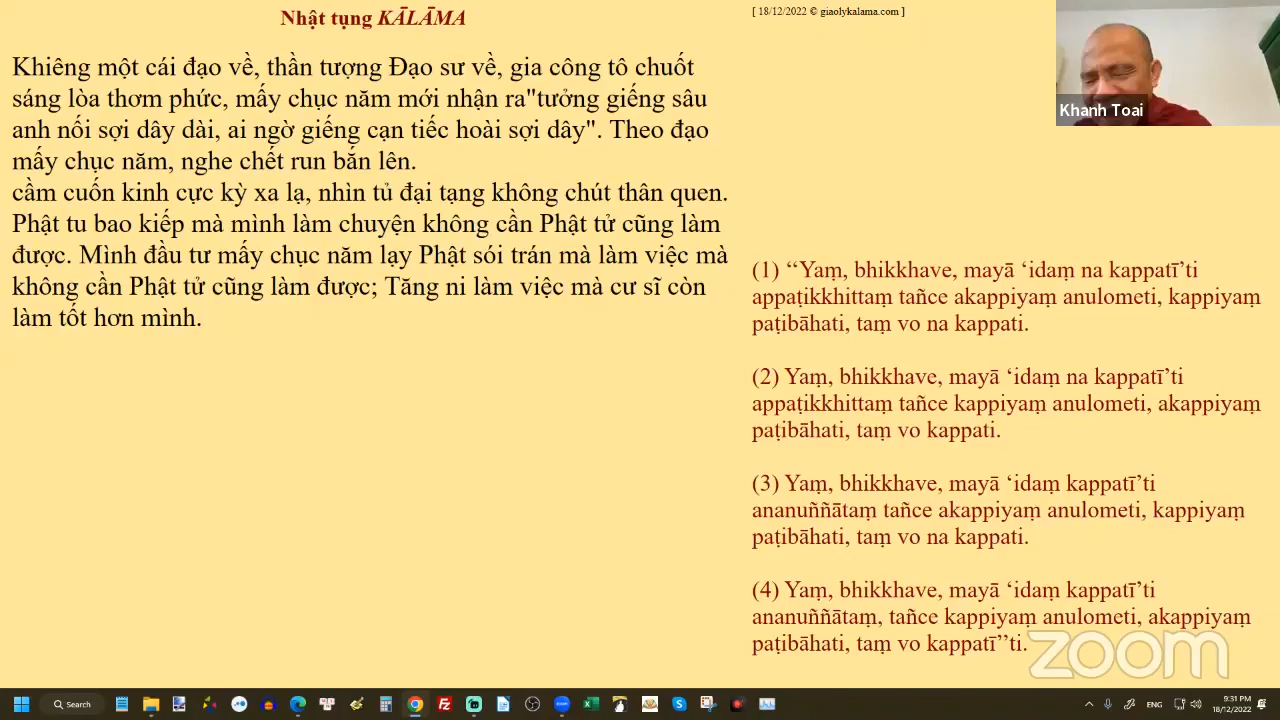 Nhật tụng KĀLĀMA
[ 18/12/2022 © giaolykalama.com ]
Khiêng một cái đạo về, thần tượng Đạo sư về, gia công tô chuốt
sáng lòa thơm phức, mấy chục năm mới nhận ra"tưởng giếng sâu
anh nối sợi dây dài, ai ngờ giếng cạn tiếc hoài sợi dây". Theo đạo
mấy chục năm, nghe chết run bắn lên.
cầm cuốn kinh cực kỳ xa lạ, nhìn tủ đại tạng không chút thân quen.
Phật tu bao kiếp mà mình làm chuyện không cần Phật tử cũng làm
được. Mình đầu tư mấy chục năm lạy Phật sói trán mà làm việc mà
không cần Phật tử cũng làm được; Tăng ni làm việc mà cư sĩ còn
làm tốt hơn mình.
Khanh Toai
(1) ‘‘Yaṃ, bhikkhave, mayā ‘idaṃ na kappatī’ti
appaṭikkhittaṃ tañce akappiyaṃ anulometi, kappiyaṃ
paṭibāhati, taṃ vo na kappati.
(2) Yaṃ, bhikkhave, mayā ‘idaṃ na kappatī’ti
appaṭikkhittaṃ tañce kappiyaṃ anulometi, akappiyaṃ
paṭibāhati, taṃ vo kappati.
(3) Yaṃ, bhikkhave, mayā ‘idaṃ kappatī’ti
ananuññātaṃ tañce akappiyaṃ anulometi, kappiyaṃ
paṭibāhati, taṃ vo na kappati.
(4) Yaṃ, bhikkhave, mayā ‘idaṃ kappatī’ti
ananuññātaṃ, tañce kappiyaṃ anulometi, akappiyaṃ
paṭibāhati, taṃ vo kappatī’’ti.
zoom
Search
ENG
9:31 PM
18/12/2022